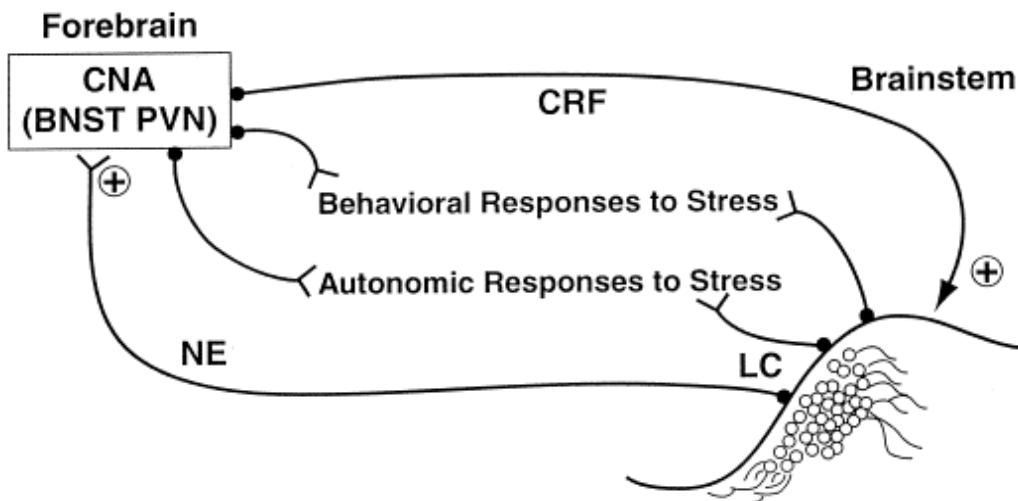 Forebrain
CNA
(BNST PVN)
CRF
Brainstem
+
Behavioral Responses to Stress
Autonomic Responses to Stress
+
NE
LC